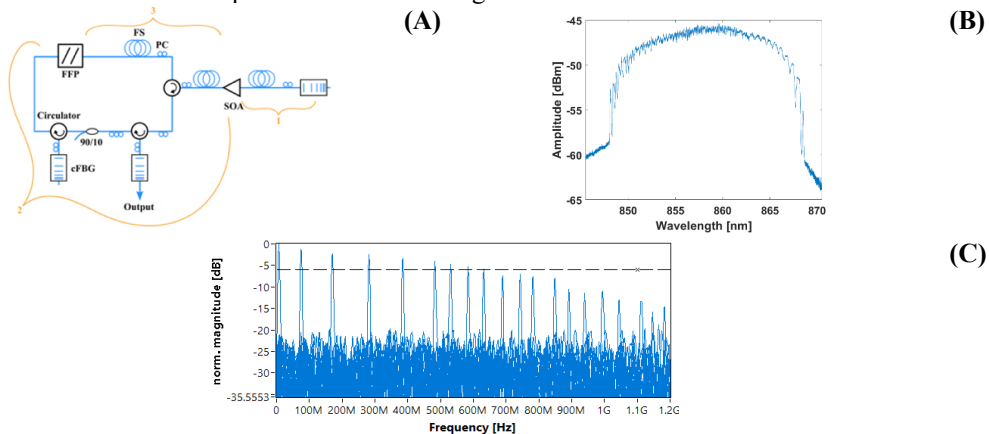 3
(A)
(B)
FS
PC
FFP
SOA
1
Circulator
90/10
cFBG
2
Output
-45
-50
-55
-60
-65
Amplitude [dBm]
850
855
860
865
870
Wavelength [nm]
(C)
0
-5
-10
-15
-20
-25
-30
-35.5553
norm. magnitude [dB]
0 100M 200M 300M 400M 500M 600M 700M 800M 900M 1G 1.1G 1.2G
Frequency [Hz]